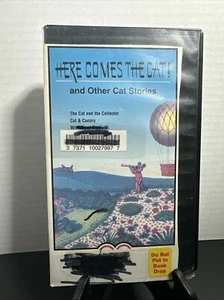 HERE COMES THE CAT!
and Other Cat Stories
The Cat and the Collector
Cat & Canary
3 7371 10027997 7
Do Not
Put In
Book
Drop